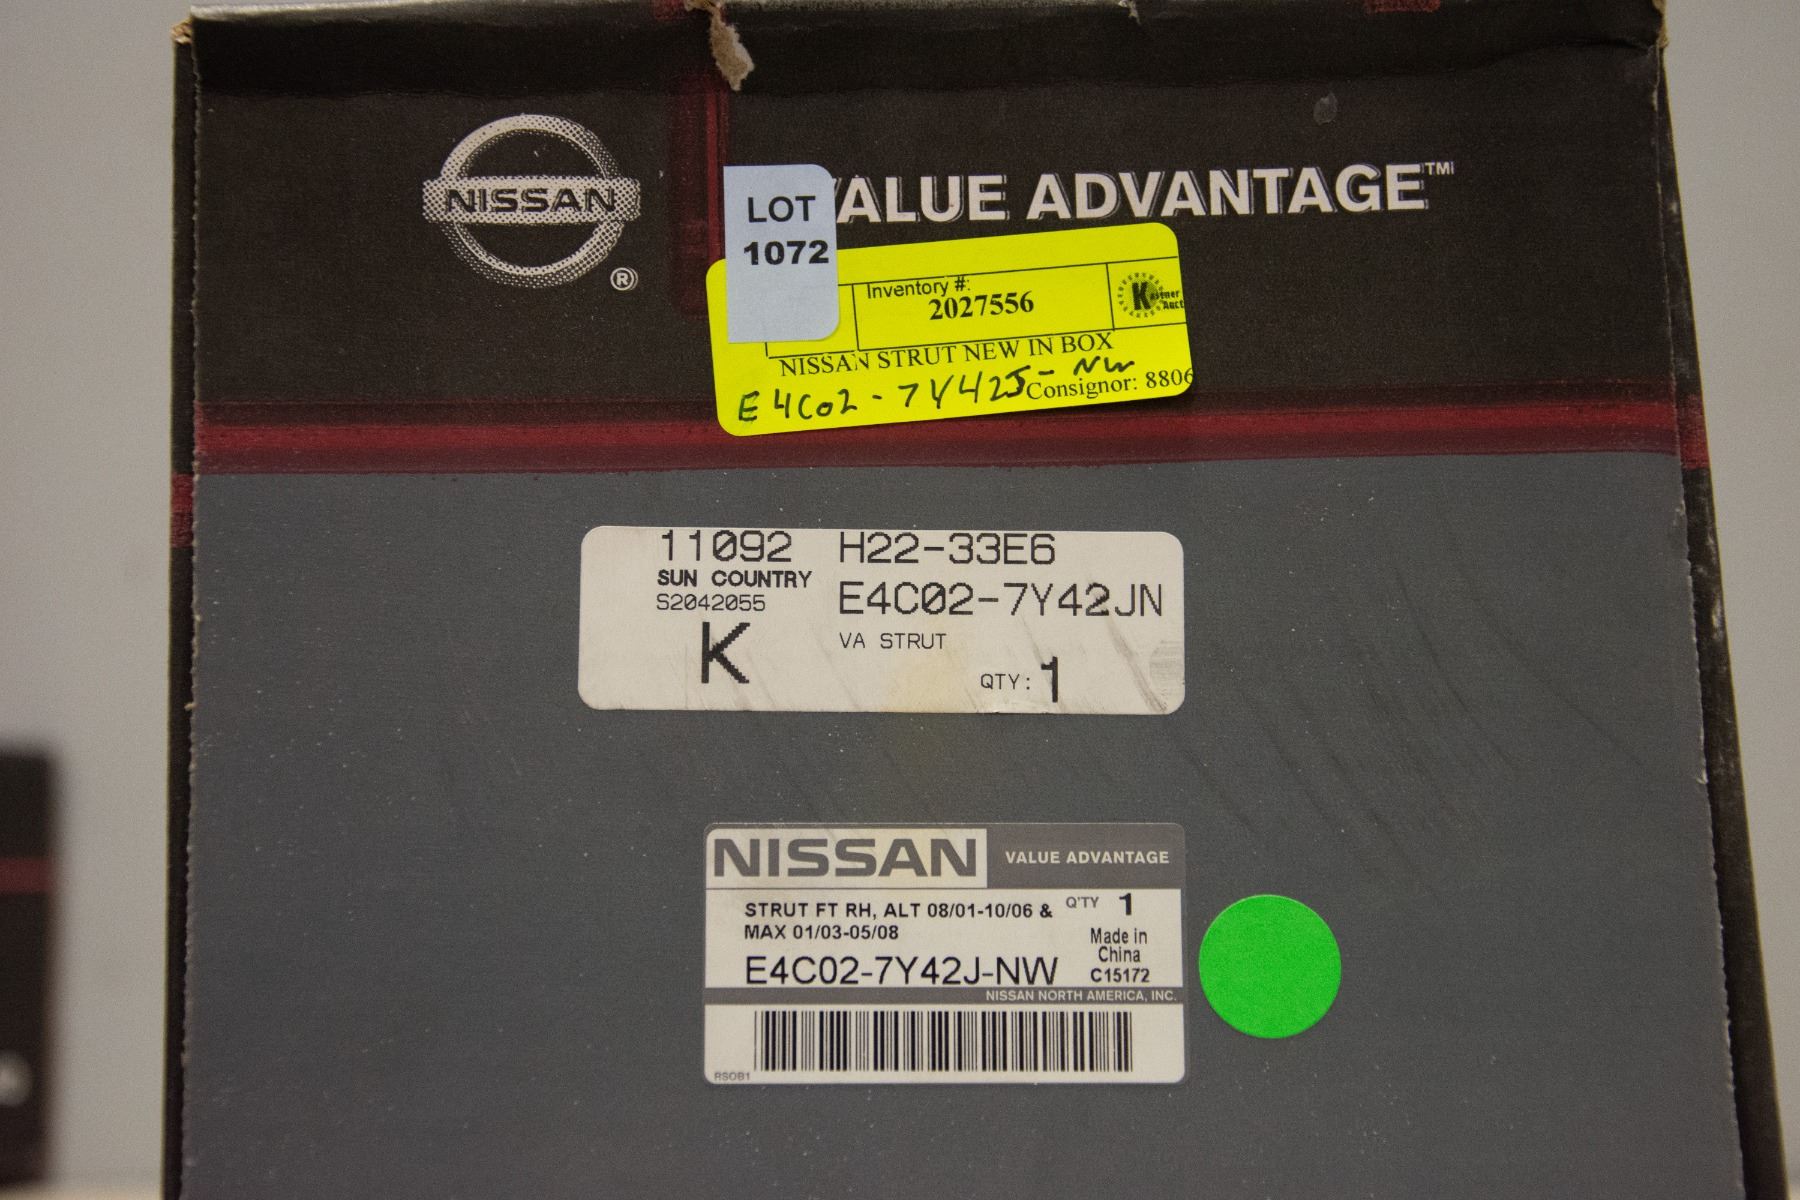 NISSAN
®
VALUE ADVANTAGE™
LOT
1072
Inventory #:
2027556
K
NISSAN STRUT NEW IN BOX
E4C02-7Y42J-NW
Consignor: 8806
11092 H22-33E6
SUN COUNTRY
S2042055
E4C02-7Y42JN
K
VA STRUT
QTY: 1
NISSAN VALUE ADVANTAGE
STRUT FT RH, ALT 08/01-10/06 &
MAX 01/03-05/08
Q'TY 1
Made in
China
C15172
E4C02-7Y42J-NW
NISSAN NORTH AMERICA, INC.
RSOB1